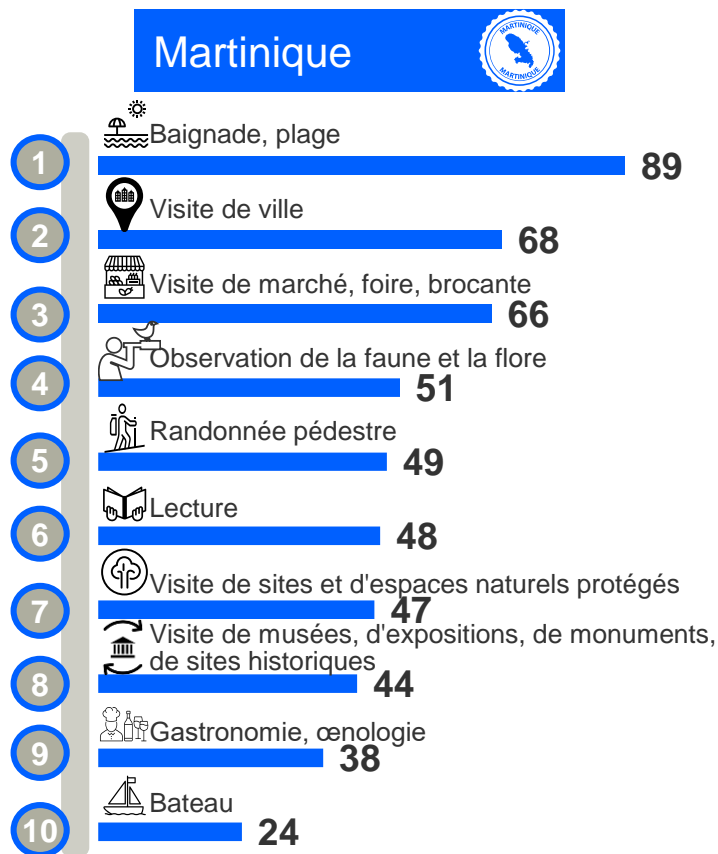 Martinique
MARTINIQUE
MARTINIQUE
Baignade, plage
1
89
Visite de ville
2
68
Visite de marché, foire, brocante
3
66
Observation de la faune et la flore
4
51
Randonnée pédestre
5
49
Lecture
6
48
Visite de sites et d'espaces naturels protégés
7
47
Visite de musées, d'expositions, de monuments,
de sites historiques
8
44
Gastronomie, œnologie
9
38
Bateau
10
24